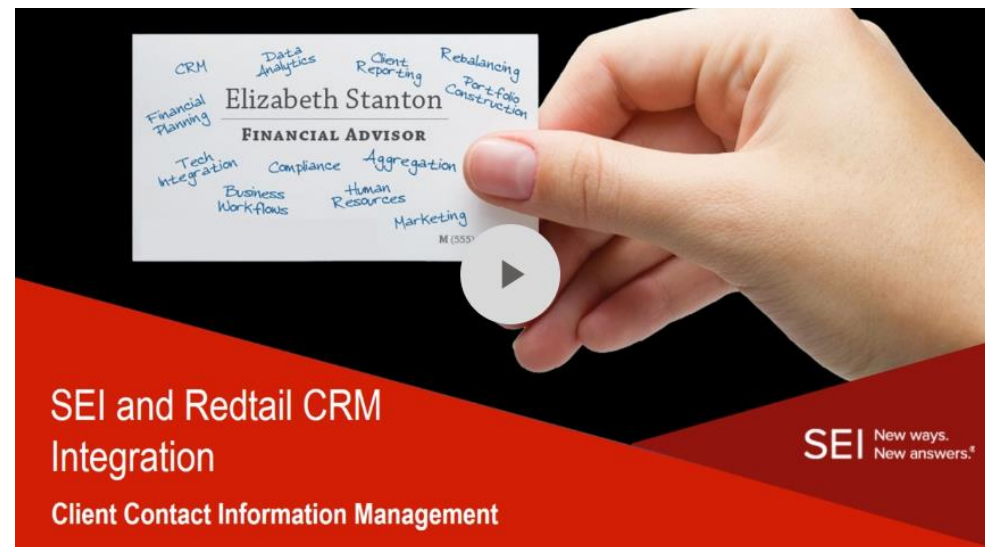 CRM
Data
Analytics
Client
Reporting
Rebalancing
Portfolio
Construction
Financial
Planning
Elizabeth Stanton
FINANCIAL ADVISOR
Tech
Integration
Compliance
Aggregation
Business
Workflows
Human
Resources
Marketing
M (555)
SEI and Redtail CRM
Integration
Client Contact Information Management
SEI
New ways.
New answers.®